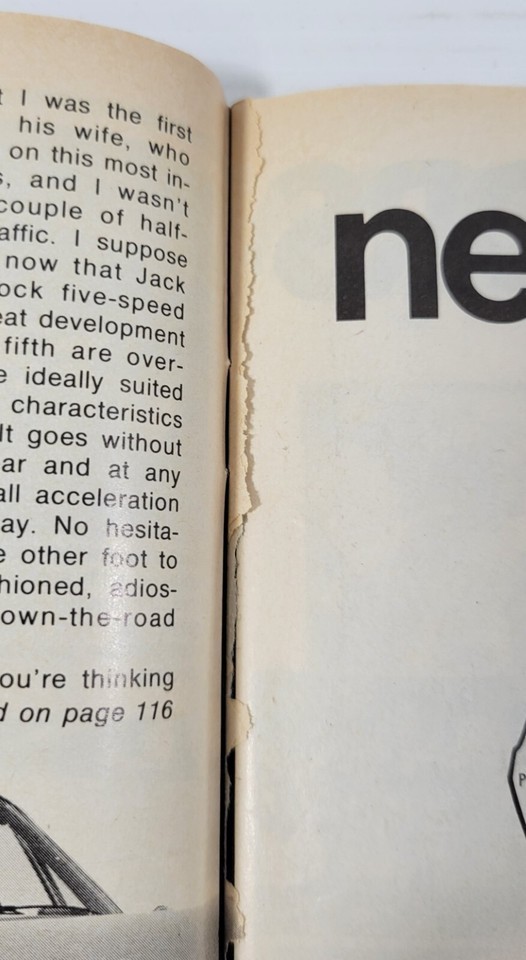 t I was the first
his wife, who
on this most in-
s, and I wasn't
couple of half-
affic. I suppose
now that Jack
ock five-speed
eat development
fifth are over-
e ideally suited
characteristics
It goes without
ar and at any
all acceleration
ay. No hesita-
e other foot to
hioned, adios-
own-the-road
ou're thinking
d on page 116
ne
P